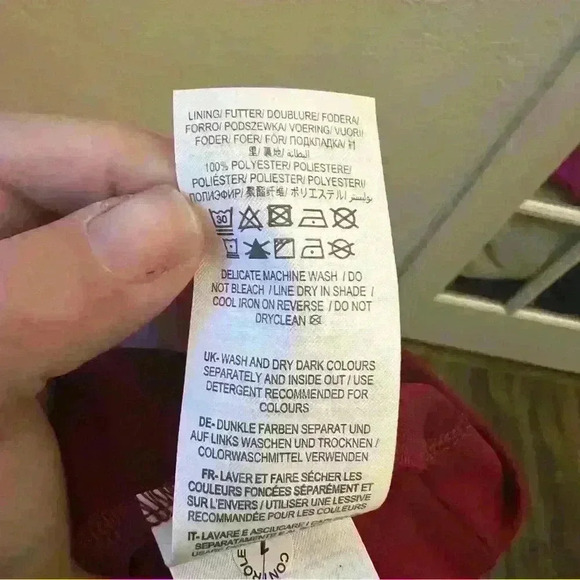 LINING/ FUTTER/ DOUBLURE/ FODERA/
FORRO/ PODSZEWKA/ VOERING/ VUORI/
FODER/ FOER/ FÓR/ ПОДКЛАДКА/ 衬
里/ 裏地/ البطانة/
100% POLYESTER/ POLIESTERE/
POLIÉSTER/ POLIESTER/ POLYESTERI/
ПОЛИЭФИР/ 聚酯纤维/ ポリエステル/ بوليستر
30
DELICATE MACHINE WASH / DO
NOT BLEACH / LINE DRY IN SHADE /
COOL IRON ON REVERSE / DO NOT
DRYCLEAN
UK- WASH AND DRY DARK COLOURS
SEPARATELY AND INSIDE OUT / USE
DETERGENT RECOMMENDED FOR
COLOURS
DE- DUNKLE FARBEN SEPARAT UND
AUF LINKS WASCHEN UND TROCKNEN /
COLORWASCHMITTEL VERWENDEN
FR- LAVER ET FAIRE SÉCHER LES
COULEURS FONCÉES SÉPARÉMENT ET
SUR L'ENVERS / UTILISER UNE LESSIVE
RECOMMANDÉE POUR LES COULEURS
IT- LAVARE E ASCIUGARE
SEPARATAMENTE E
CONTROLE
1